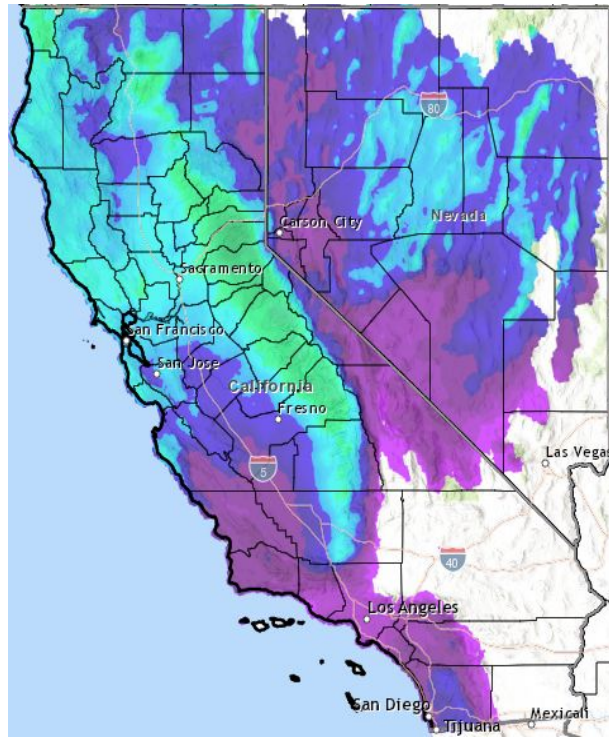 80
Nevada
Carson City
Sacramento
San Francisco
San Jose
California
Fresno
5
Las Vegas
40
Los Angeles
San Diego
Tijuana
Mexicali